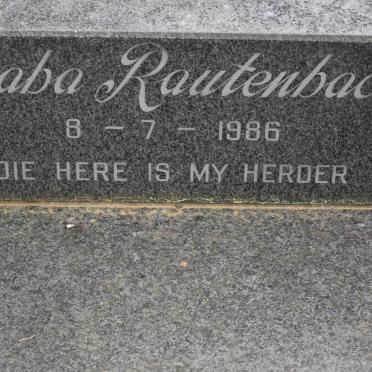 aba Rautenbac
8 - 7 - 1986
DIE HERE IS MY HERDER